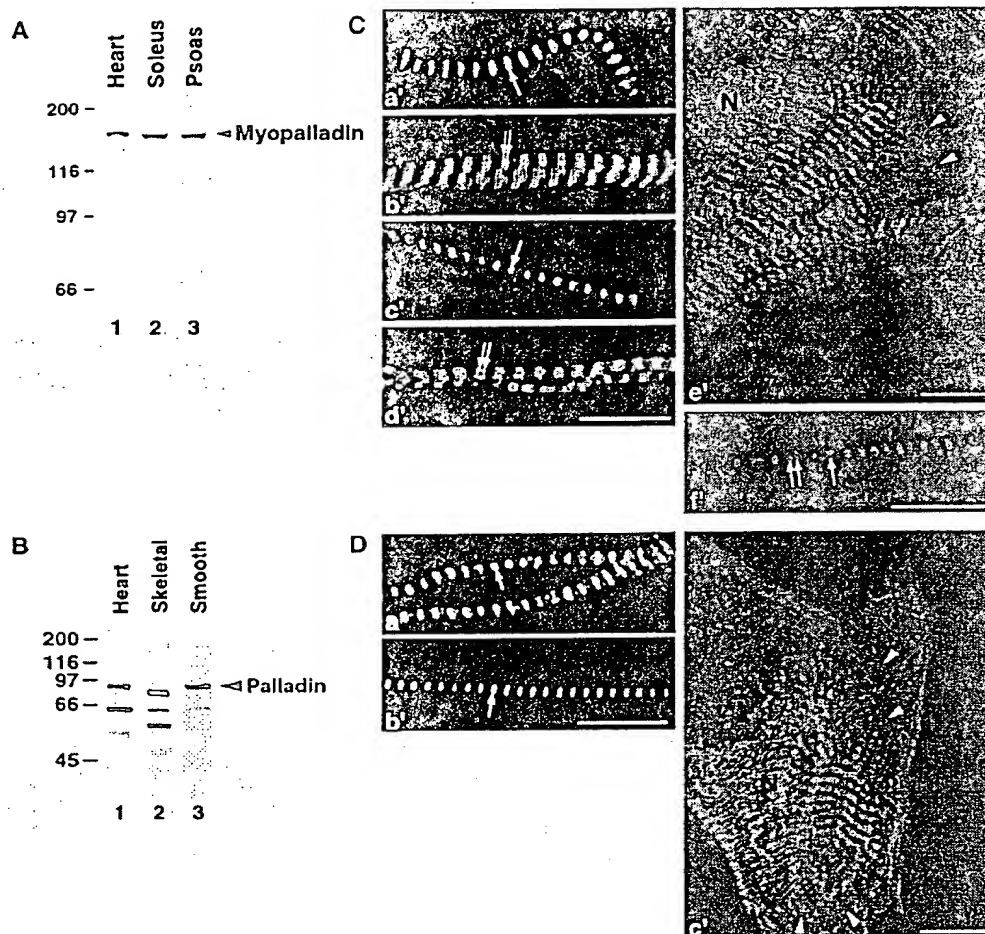 A
Heart
Soleus
Psoas
200
116
97
66
Myopalladin
1 2 3
B
Heart
Skeletal
Smooth
200
116
97
66
45
Palladin
1 2 3
C
a'
b'
c'
d'
N
e'
f'
D
b'
c'